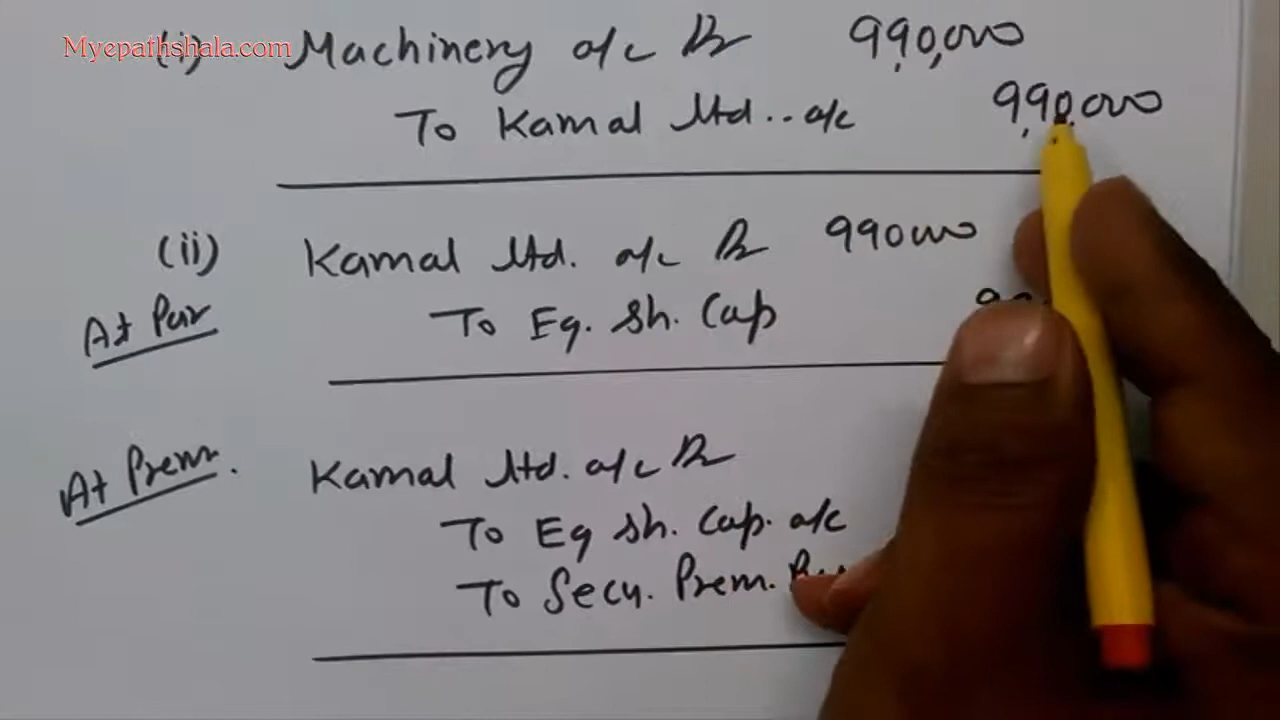 Myepathshala.com
(i) Machinery a/c Dr 990,000
To Kamal Ltd.. a/c 990,000
(ii) Kamal Ltd. a/c Dr 990000
At Par
To Eq. Sh. Cap
At Prem.
Kamal Ltd. a/c Dr
To Eq Sh. Cap. a/c
To Secu. Prem.